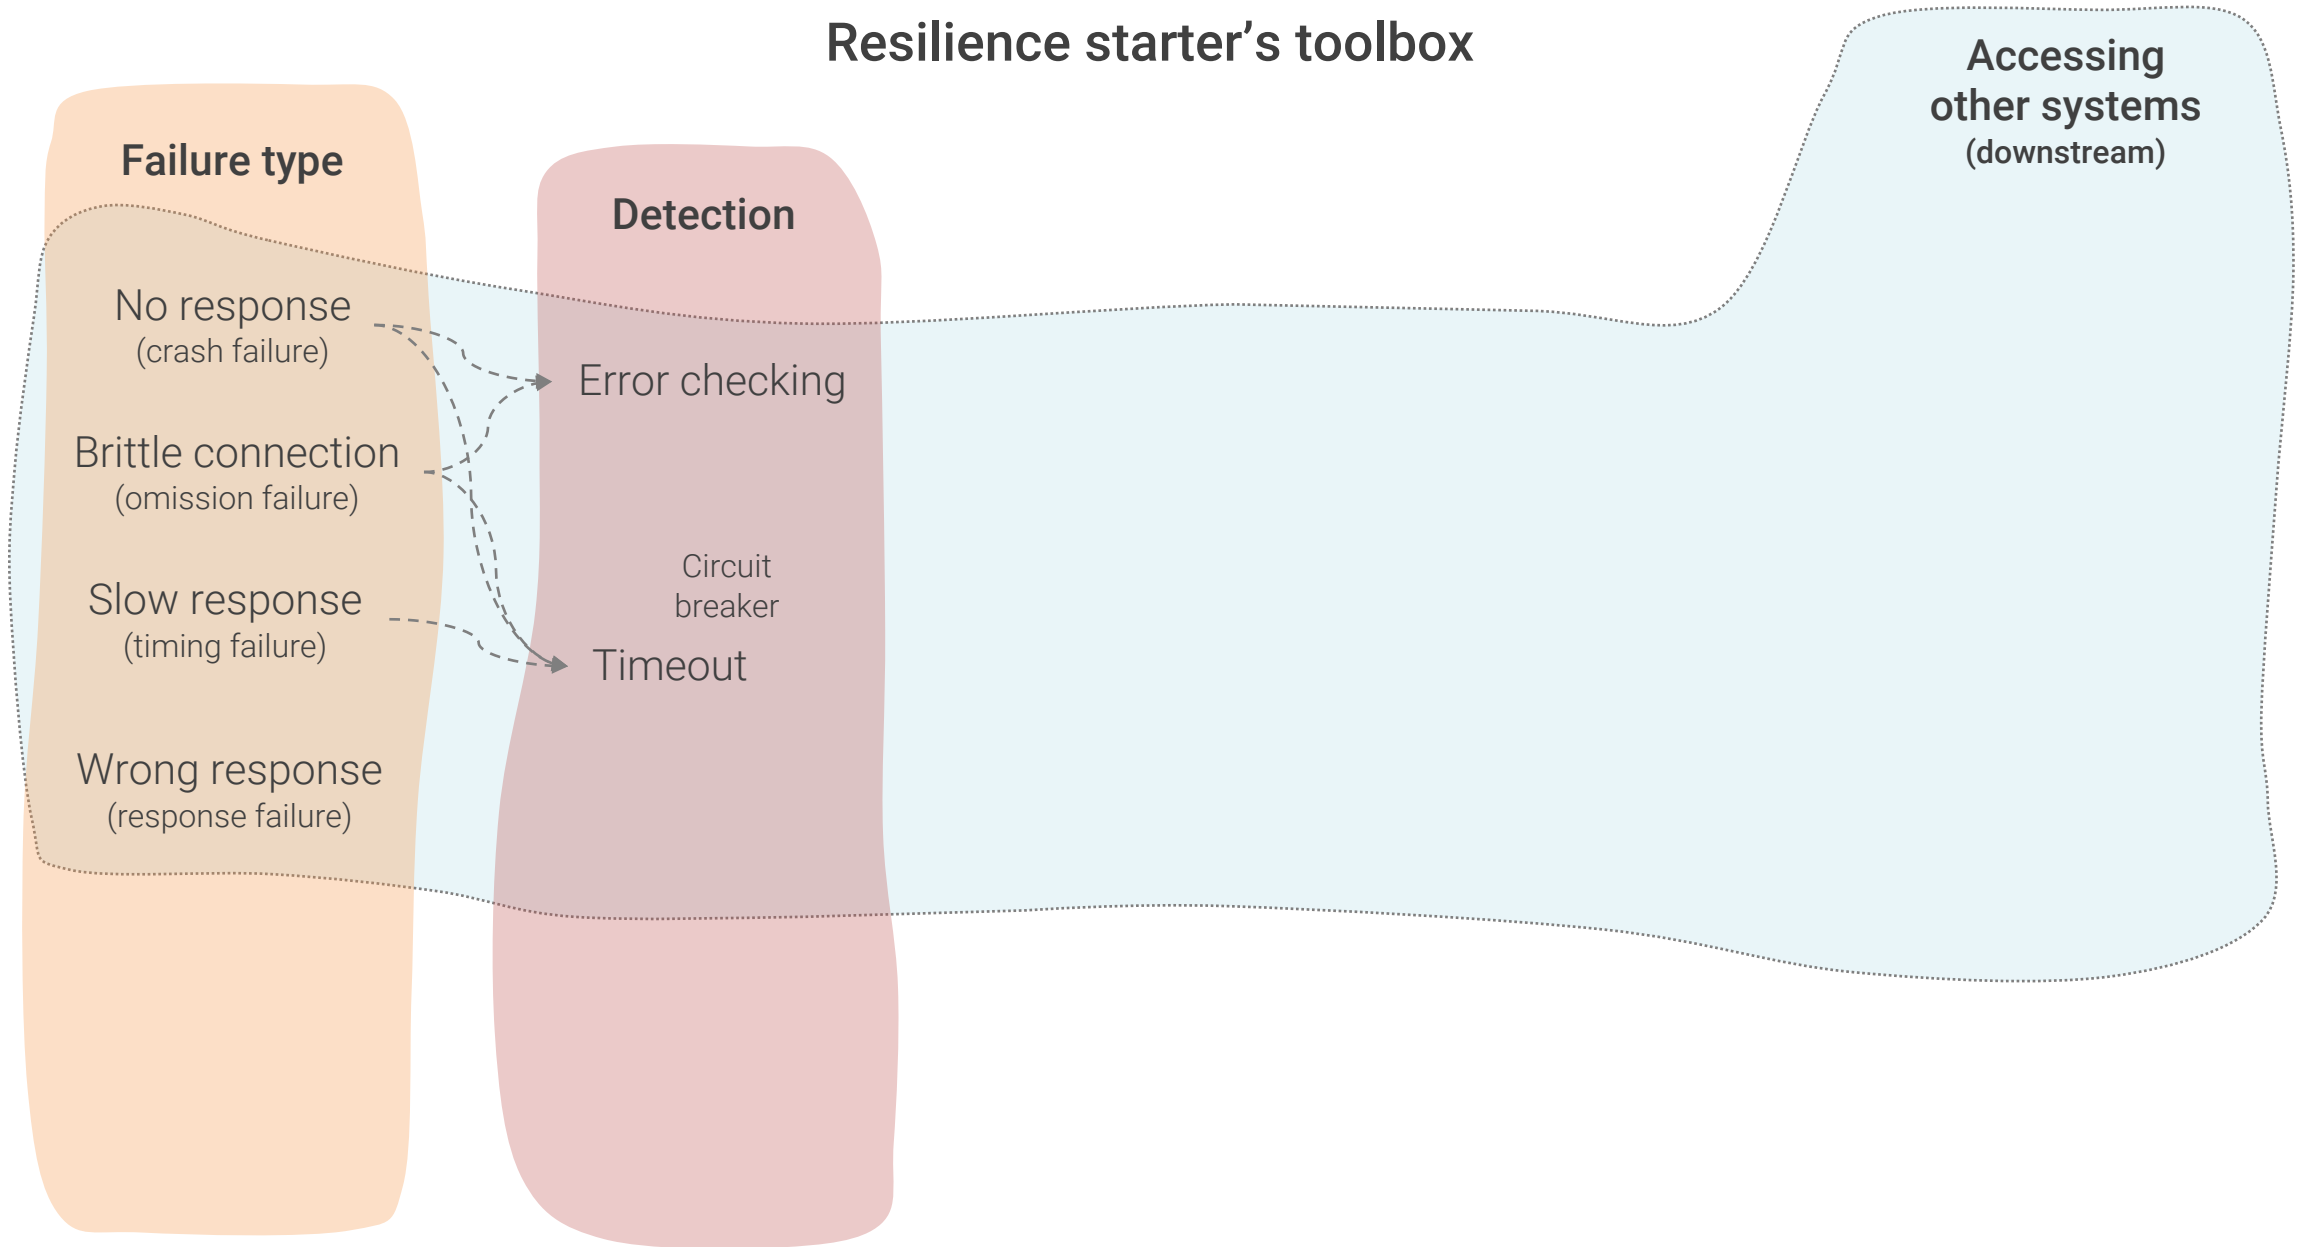 Resilience starter’s toolbox
Accessing
other systems
(downstream)
Failure type
Detection
No response
(crash failure)
Error checking
Brittle connection
(omission failure)
Circuit
breaker
Slow response
(timing failure)
Timeout
Wrong response
(response failure)